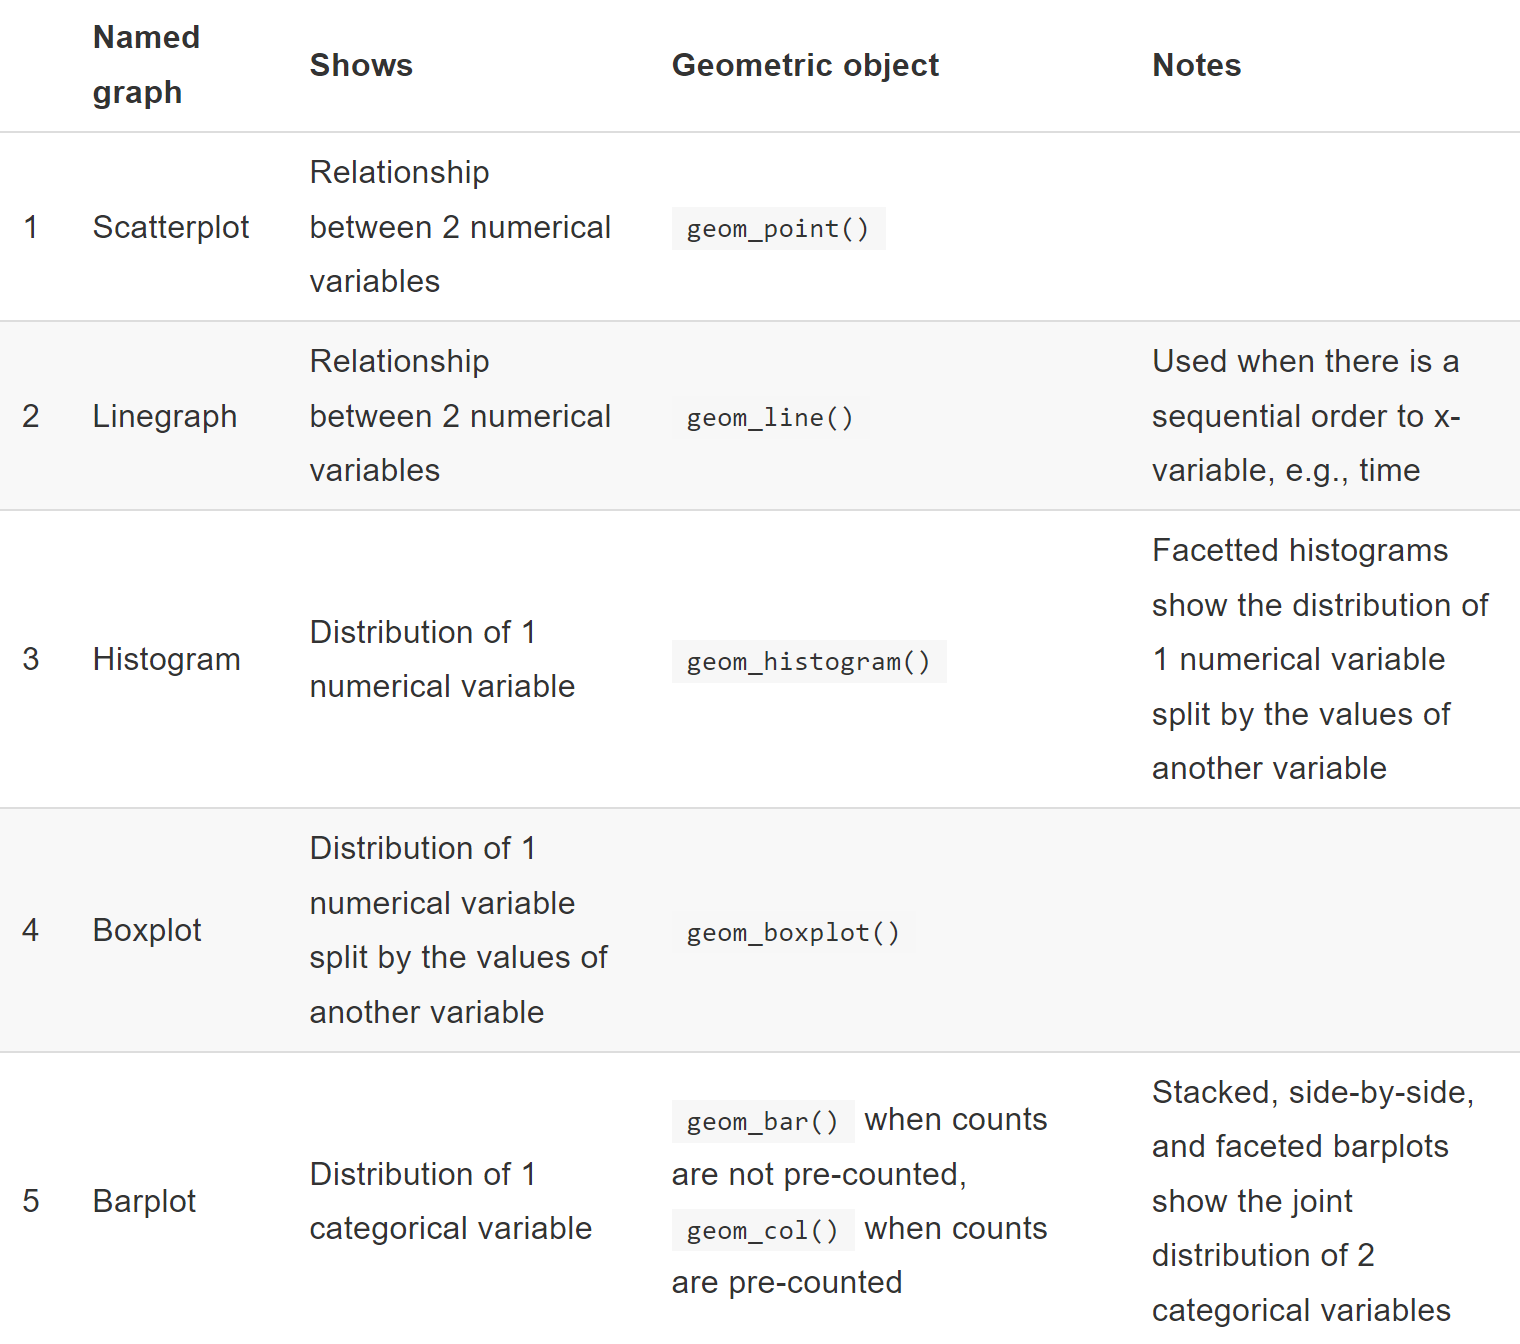 Named
graph
Shows
Geometric object
Notes
1
Scatterplot
Relationship
between 2 numerical
variables
geom_point()
2
Linegraph
Relationship
between 2 numerical
variables
geom_line()
Used when there is a
sequential order to x-
variable, e.g., time
3
Histogram
Distribution of 1
numerical variable
geom_histogram()
Facetted histograms
show the distribution of
1 numerical variable
split by the values of
another variable
4
Boxplot
Distribution of 1
numerical variable
split by the values of
another variable
geom_boxplot()
5
Barplot
Distribution of 1
categorical variable
geom_bar() when counts
are not pre-counted,
geom_col() when counts
are pre-counted
Stacked, side-by-side,
and faceted barplots
show the joint
distribution of 2
categorical variables